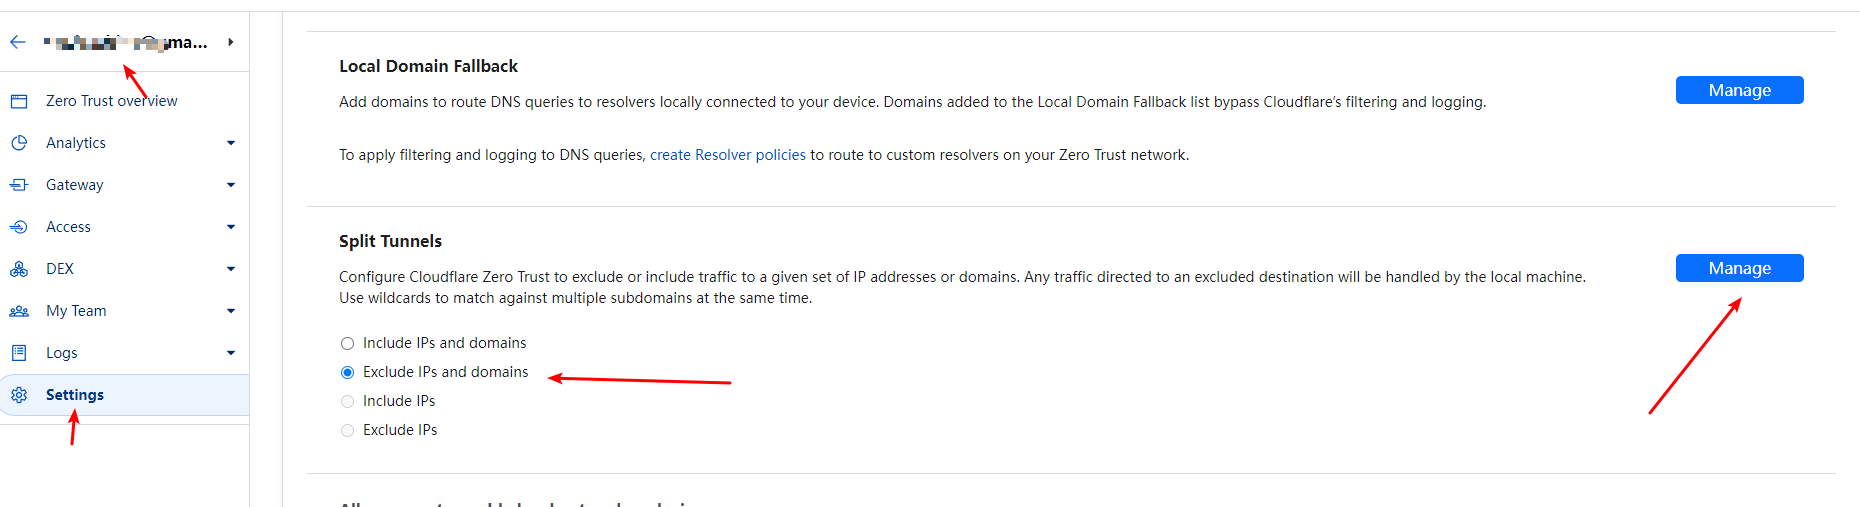 ma...
Zero Trust overview
Analytics
Gateway
Access
DEX
My Team
Logs
Settings
Local Domain Fallback
Add domains to route DNS queries to resolvers locally connected to your device. Domains added to the Local Domain Fallback list bypass Cloudflare’s filtering and logging.
Manage
To apply filtering and logging to DNS queries, create Resolver policies to route to custom resolvers on your Zero Trust network.
Split Tunnels
Configure Cloudflare Zero Trust to exclude or include traffic to a given set of IP addresses or domains. Any traffic directed to an excluded destination will be handled by the local machine.
Use wildcards to match against multiple subdomains at the same time.
Manage
Include IPs and domains
Exclude IPs and domains
Include IPs
Exclude IPs